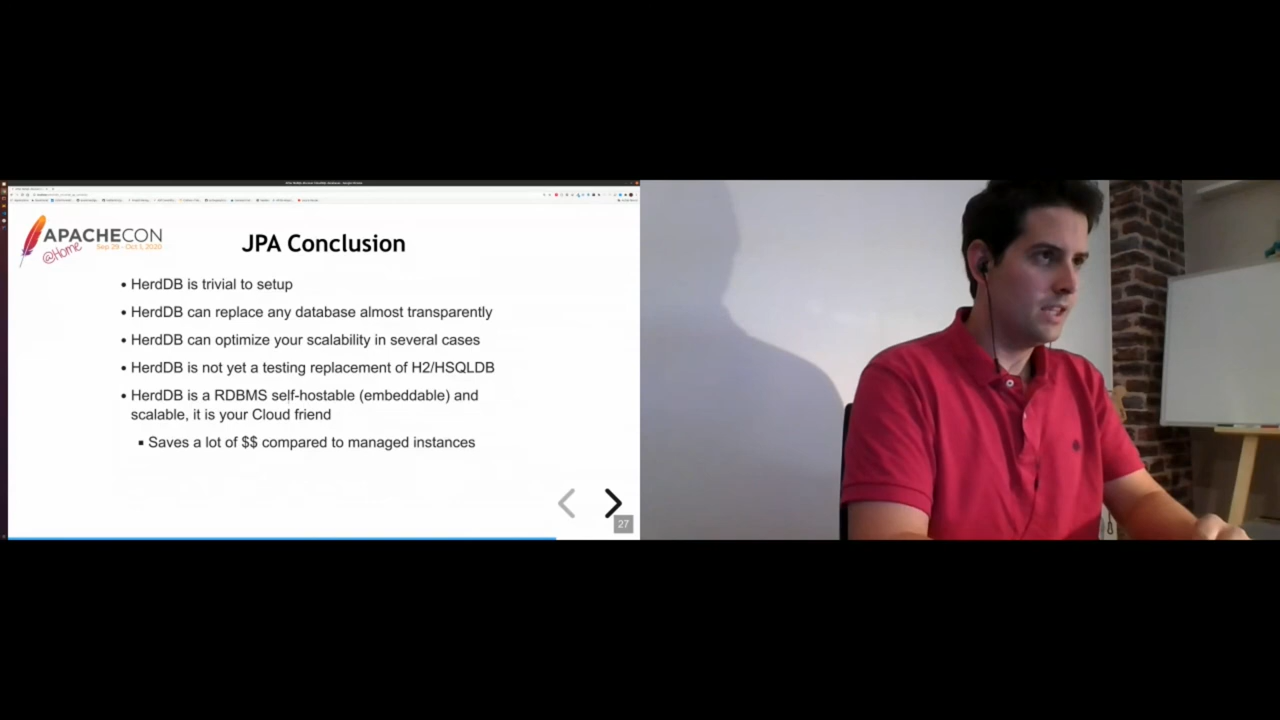 APACHECON
@Home
Sep 29 - Oct 1, 2020
JPA Conclusion
• HerdDB is trivial to setup
• HerdDB can replace any database almost transparently
• HerdDB can optimize your scalability in several cases
• HerdDB is not yet a testing replacement of H2/HSQLDB
• HerdDB is a RDBMS self-hostable (embeddable) and
scalable, it is your Cloud friend
▪ Saves a lot of $$ compared to managed instances
27